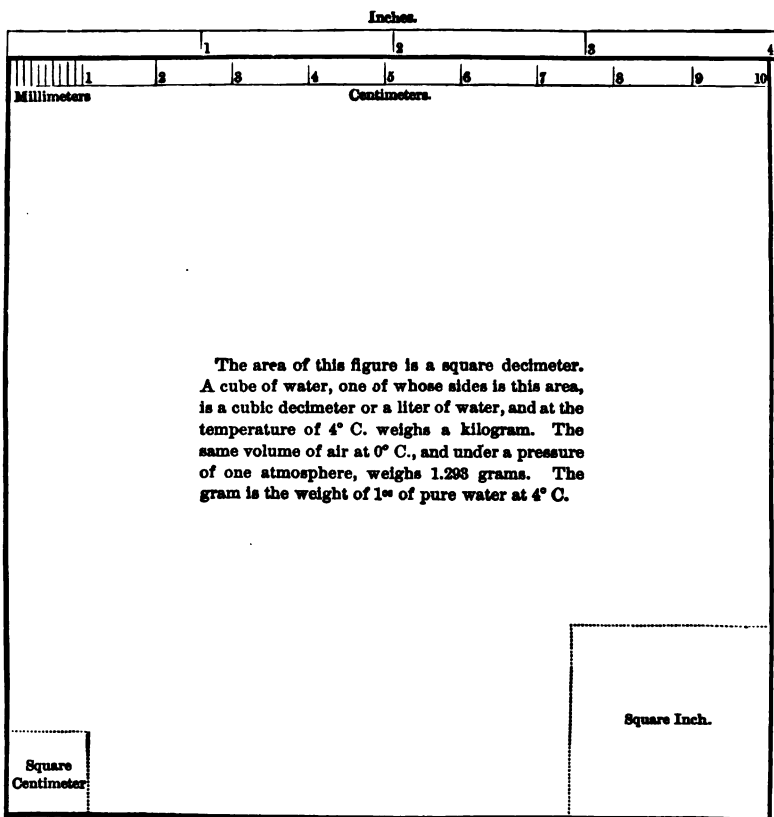 Inches.
1 2 3 4
1 2 3 4 5 6 7 8 9 10
Millimeters Centimeters.
The area of this figure is a square decimeter.
A cube of water, one of whose sides is this area,
is a cubic decimeter or a liter of water, and at the
temperature of 4° C. weighs a kilogram. The
same volume of air at 0° C., and under a pressure
of one atmosphere, weighs 1.293 grams. The
gram is the weight of 1cc of pure water at 4° C.
Square Inch.
Square
Centimeter